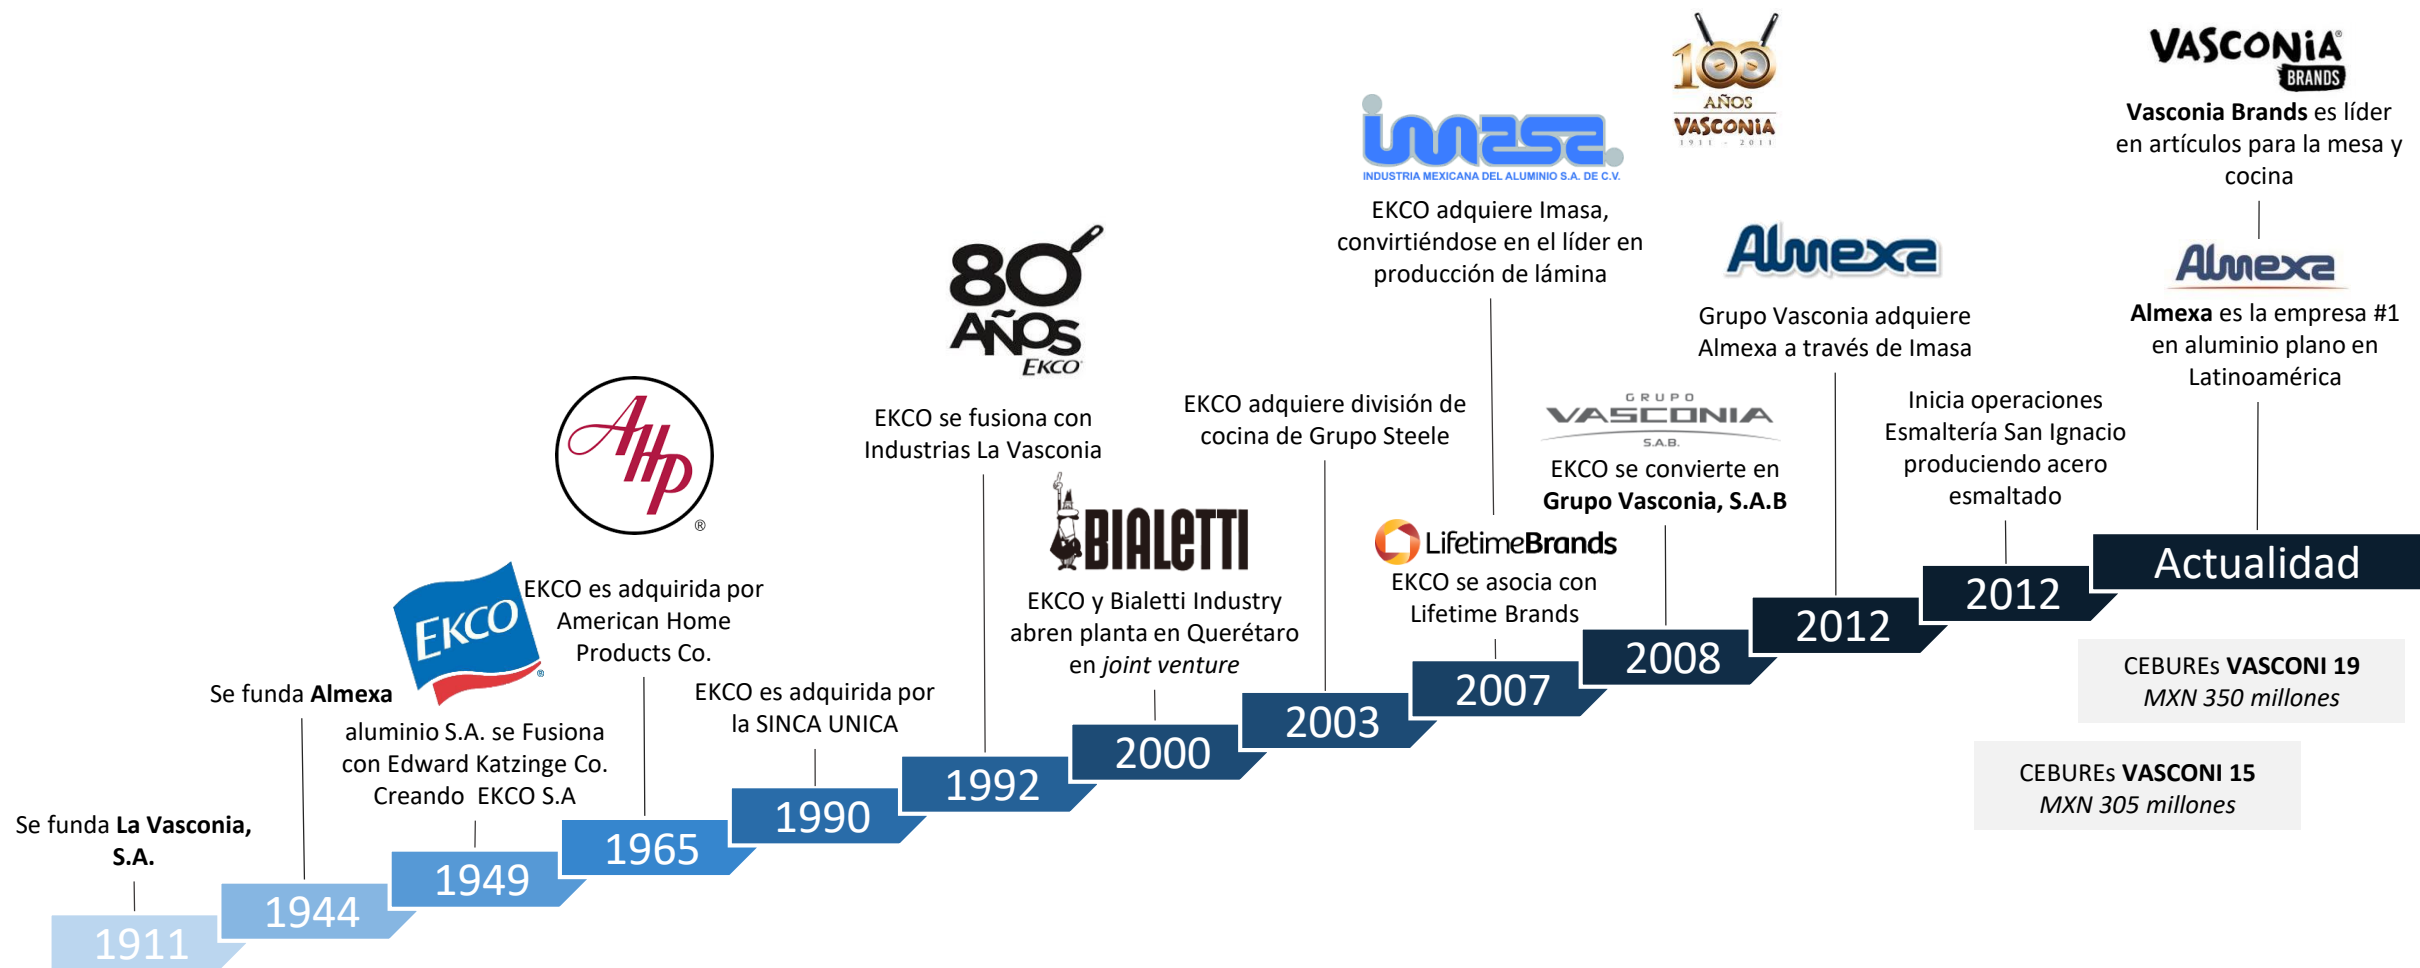 Se funda La Vasconia,
S.A.
1911
Se funda Almexa
1944
EKCO
®
aluminio S.A. se Fusiona
con Edward Katzinge Co.
Creando EKCO S.A
1949
AHP
®
EKCO es adquirida por
American Home
Products Co.
1965
EKCO es adquirida por
la SINCA UNICA
1990
80
AÑOS
EKCO
EKCO se fusiona con
Industrias La Vasconia
1992
BIALETTI
EKCO y Bialetti Industry
abren planta en Querétaro
en joint venture
2000
EKCO adquiere división de
cocina de Grupo Steele
2003
imasa.
INDUSTRIA MEXICANA DEL ALUMINIO S.A. DE C.V.
EKCO adquiere Imasa,
convirtiéndose en el líder en
producción de lámina
LifetimeBrands
EKCO se asocia con
Lifetime Brands
2007
100
AÑOS
VASCONIA
1911 - 2011
GRUPO
VASCONIA
S.A.B.
EKCO se convierte en
Grupo Vasconia, S.A.B
2008
Almexa
Grupo Vasconia adquiere
Almexa a través de Imasa
2012
Inicia operaciones
Esmaltería San Ignacio
produciendo acero
esmaltado
2012
VASCONiA®
BRANDS
Vasconia Brands es líder
en artículos para la mesa y
cocina
Almexa
Almexa es la empresa #1
en aluminio plano en
Latinoamérica
Actualidad
CEBUREs VASCONI 19
MXN 350 millones
CEBUREs VASCONI 15
MXN 305 millones